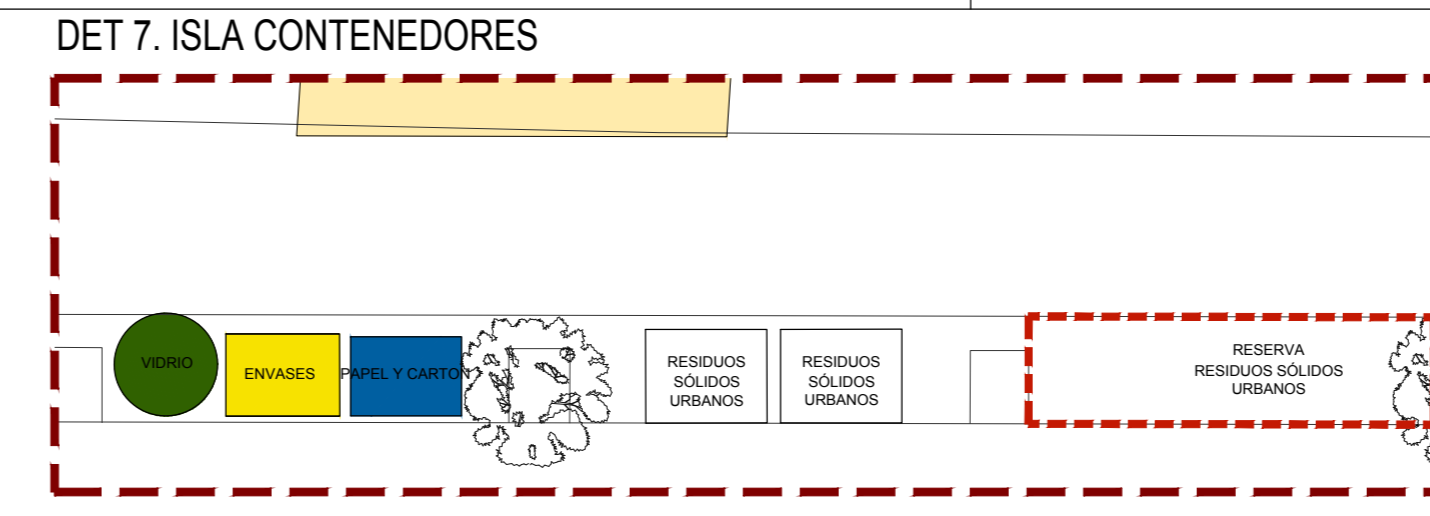 DET 7. ISLA CONTENEDORES
VIDRIO
ENVASES
PAPEL Y CARTON
RESIDUOS
SÓLIDOS
URBANOS
RESIDUOS
SÓLIDOS
URBANOS
RESERVA
RESIDUOS SÓLIDOS
URBANOS